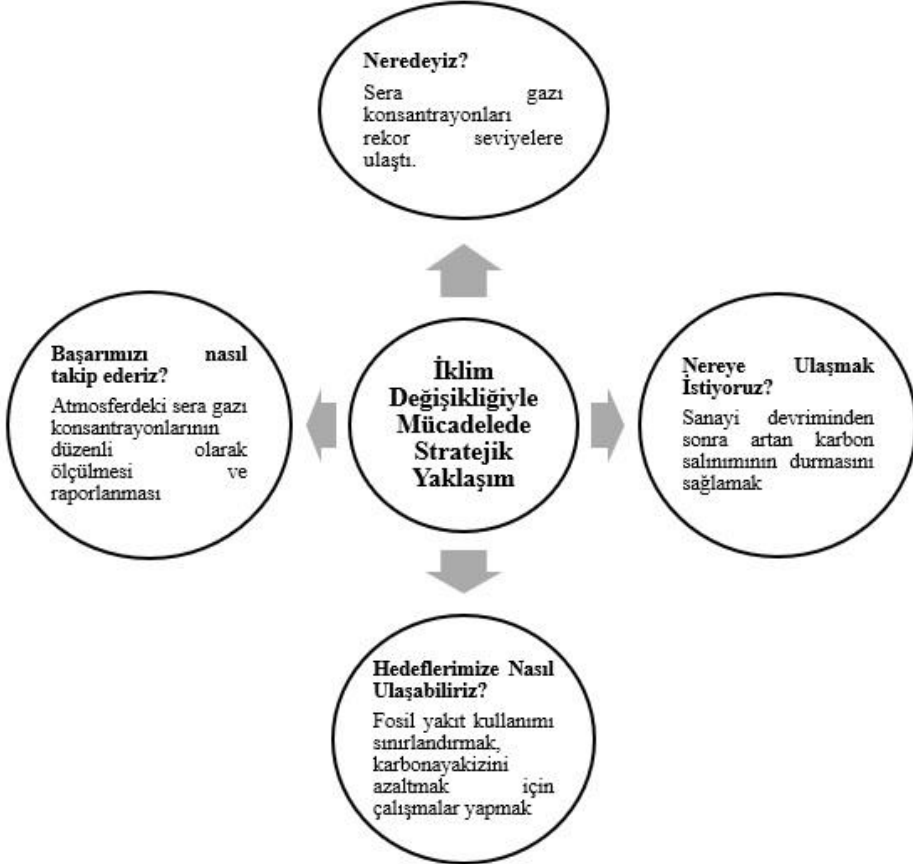 Neredeyiz?
Sera gazı
konsantrayonları
rekor seviyelere
ulaştı.
Başarımızı nasıl
takip ederiz?
Atmosferdeki sera gazı
konsantrayonlarının
düzenli olarak
ölçülmesi ve
raporlanması
İklim
Değişikliğiyle
Mücadelede
Stratejik
Yaklaşım
Nereye Ulaşmak
İstiyoruz?
Sanayi devriminden
sonra artan karbon
salınımının durmasını
sağlamak
Hedeflerimize Nasıl
Ulaşabiliriz?
Fosil yakıt kullanımı
sınırlandırmak,
karbonayakizini
azaltmak için
çalışmalar yapmak